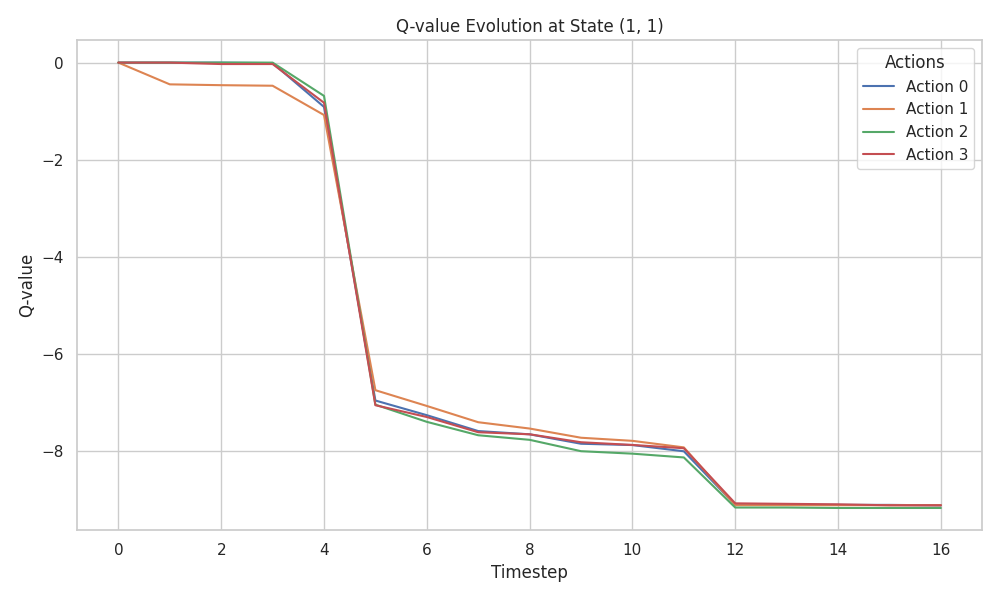 Q-value Evolution at State (1, 1)
Actions
Action 0
Action 1
Action 2
Action 3
Q-value
0
−2
−4
−6
−8
0 2 4 6 8 10 12 14 16
Timestep